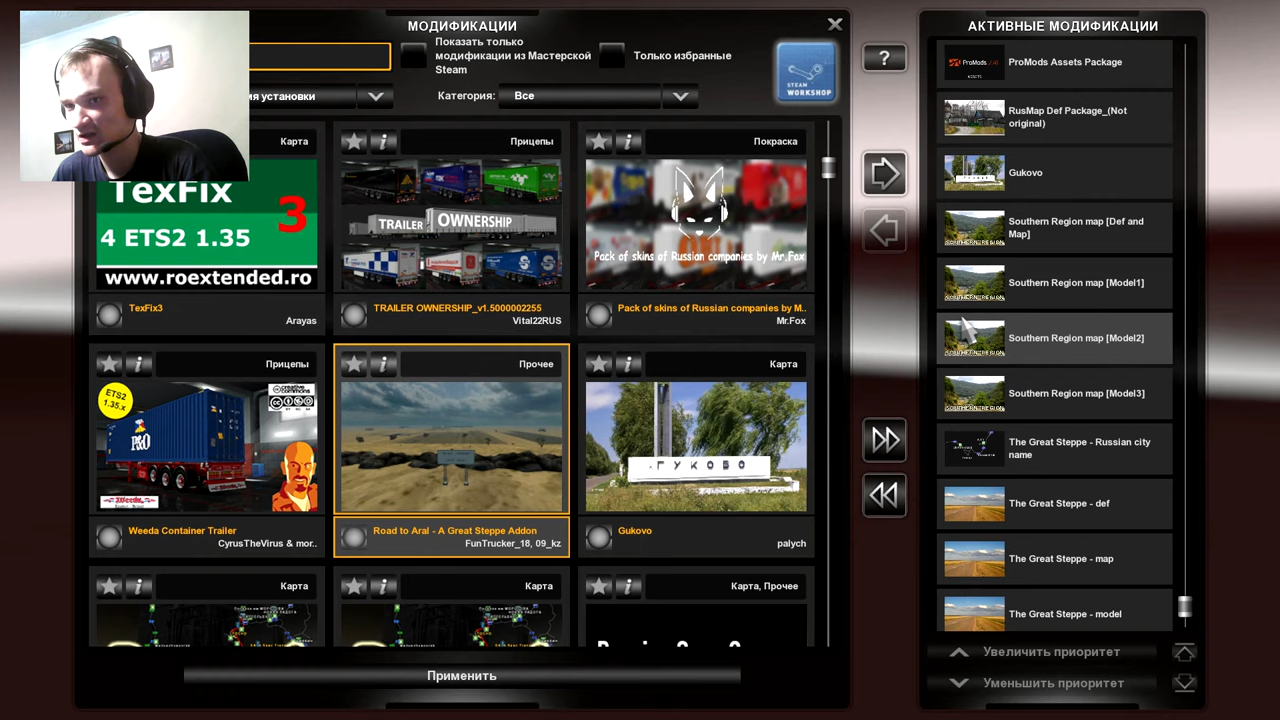 МОДИФИКАЦИИ
Показать только
модификации из Мастерской
Steam
Только избранные
STEAM
WORKSHOP
мя установки
Категория:
Все
Карта
TexFix
3
4 ETS2 1.35
www.roextended.ro
TexFix3
Arayas
Прицепы
TRAILER OWNERSHIP
TRAILER OWNERSHIP_v1.5000002255
Vital22RUS
Покраска
Pack of skins of Russian companies by Mr.Fox
Pack of skins of Russian companies by M..
Mr.Fox
Прицепы
ETS2
1.35.x
P&O
Weeda Container Trailer
CyrusTheVirus & mor..
Прочее
Road to Aral - A Great Steppe Addon
FunTrucker_18, 09_kz
Карта
ГУКОВО
Gukovo
palych
Карта
Карта
Карта, Прочее
Применить
?
АКТИВНЫЕ МОДИФИКАЦИИ
ProMods Assets Package
RusMap Def Package_(Not
original)
Gukovo
Southern Region map [Def and
Map]
Southern Region map [Model1]
Southern Region map [Model2]
Southern Region map [Model3]
The Great Steppe - Russian city
name
The Great Steppe - def
The Great Steppe - map
The Great Steppe - model
Увеличить приоритет
Уменьшить приоритет